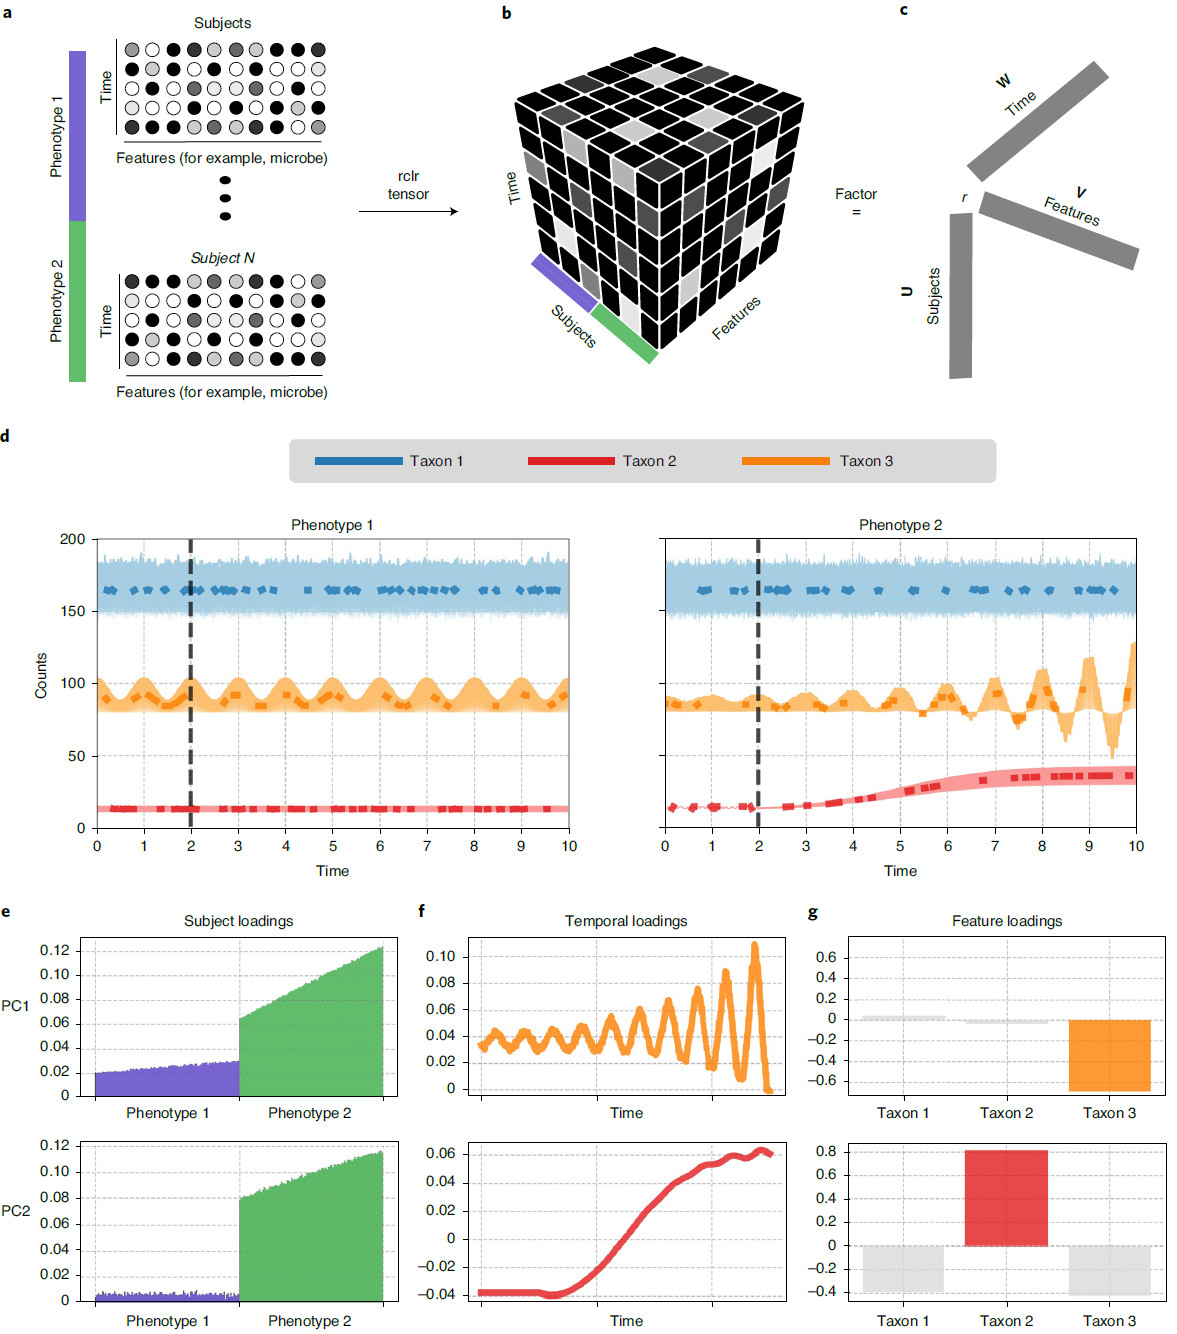 a
Subjects
Phenotype 1
Time
Features (for example, microbe)
Subject N
Phenotype 2
Time
Features (for example, microbe)
rclr
tensor
b
Time
Subjects
Features
Factor
=
c
W
Time
r
V
Features
U
Subjects
d
Taxon 1 Taxon 2 Taxon 3
Phenotype 1
Counts
200
150
100
50
0
0 1 2 3 4 5 6 7 8 9 10
Time
Phenotype 2
0 1 2 3 4 5 6 7 8 9 10
Time
e
Subject loadings
PC1
0.12
0.10
0.08
0.06
0.04
0.02
0
Phenotype 1 Phenotype 2
PC2
0.12
0.10
0.08
0.06
0.04
0.02
0
Phenotype 1 Phenotype 2
f
Temporal loadings
0.10
0.08
0.06
0.04
0.02
0
Time
0.06
0.04
0.02
0
−0.02
−0.04
Time
g
Feature loadings
0.6
0.4
0.2
0
−0.2
−0.4
−0.6
Taxon 1 Taxon 2 Taxon 3
0.8
0.6
0.4
0.2
0
−0.2
−0.4
Taxon 1 Taxon 2 Taxon 3